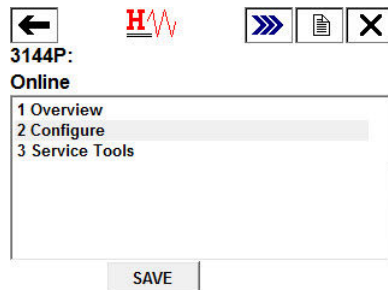 H
3144P:
Online
1 Overview
2 Configure
3 Service Tools
SAVE